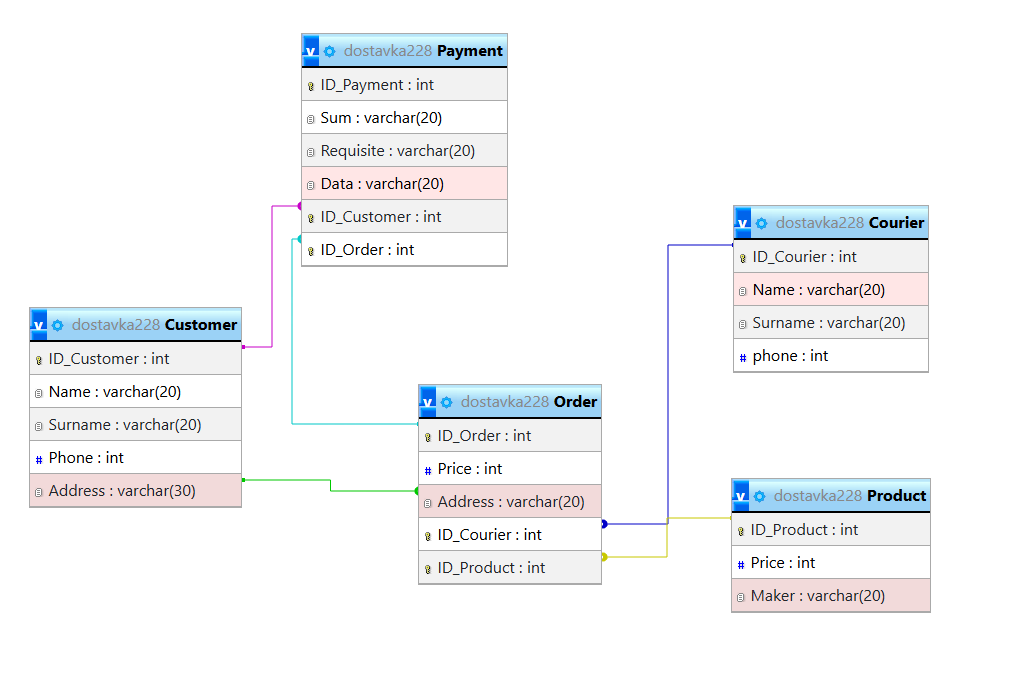 v dostavka228 Payment
ID_Payment : int
Sum : varchar(20)
Requisite : varchar(20)
Data : varchar(20)
ID_Customer : int
ID_Order : int
v dostavka228 Customer
ID_Customer : int
Name : varchar(20)
Surname : varchar(20)
# Phone : int
Address : varchar(30)
v dostavka228 Order
ID_Order : int
# Price : int
Address : varchar(20)
ID_Courier : int
ID_Product : int
v dostavka228 Courier
ID_Courier : int
Name : varchar(20)
Surname : varchar(20)
# phone : int
v dostavka228 Product
ID_Product : int
# Price : int
Maker : varchar(20)